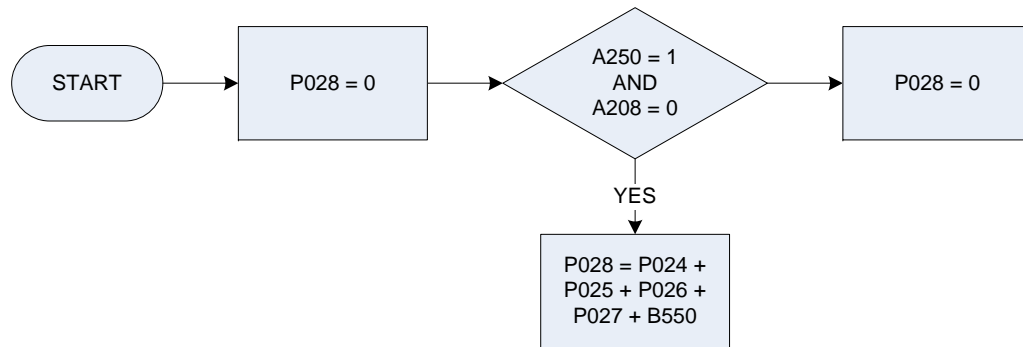 START
P028 = 0
A250 = 1
AND
A208 = 0
P028 = 0
YES
P028 = P024 +
P025 + P026 +
P027 + B550